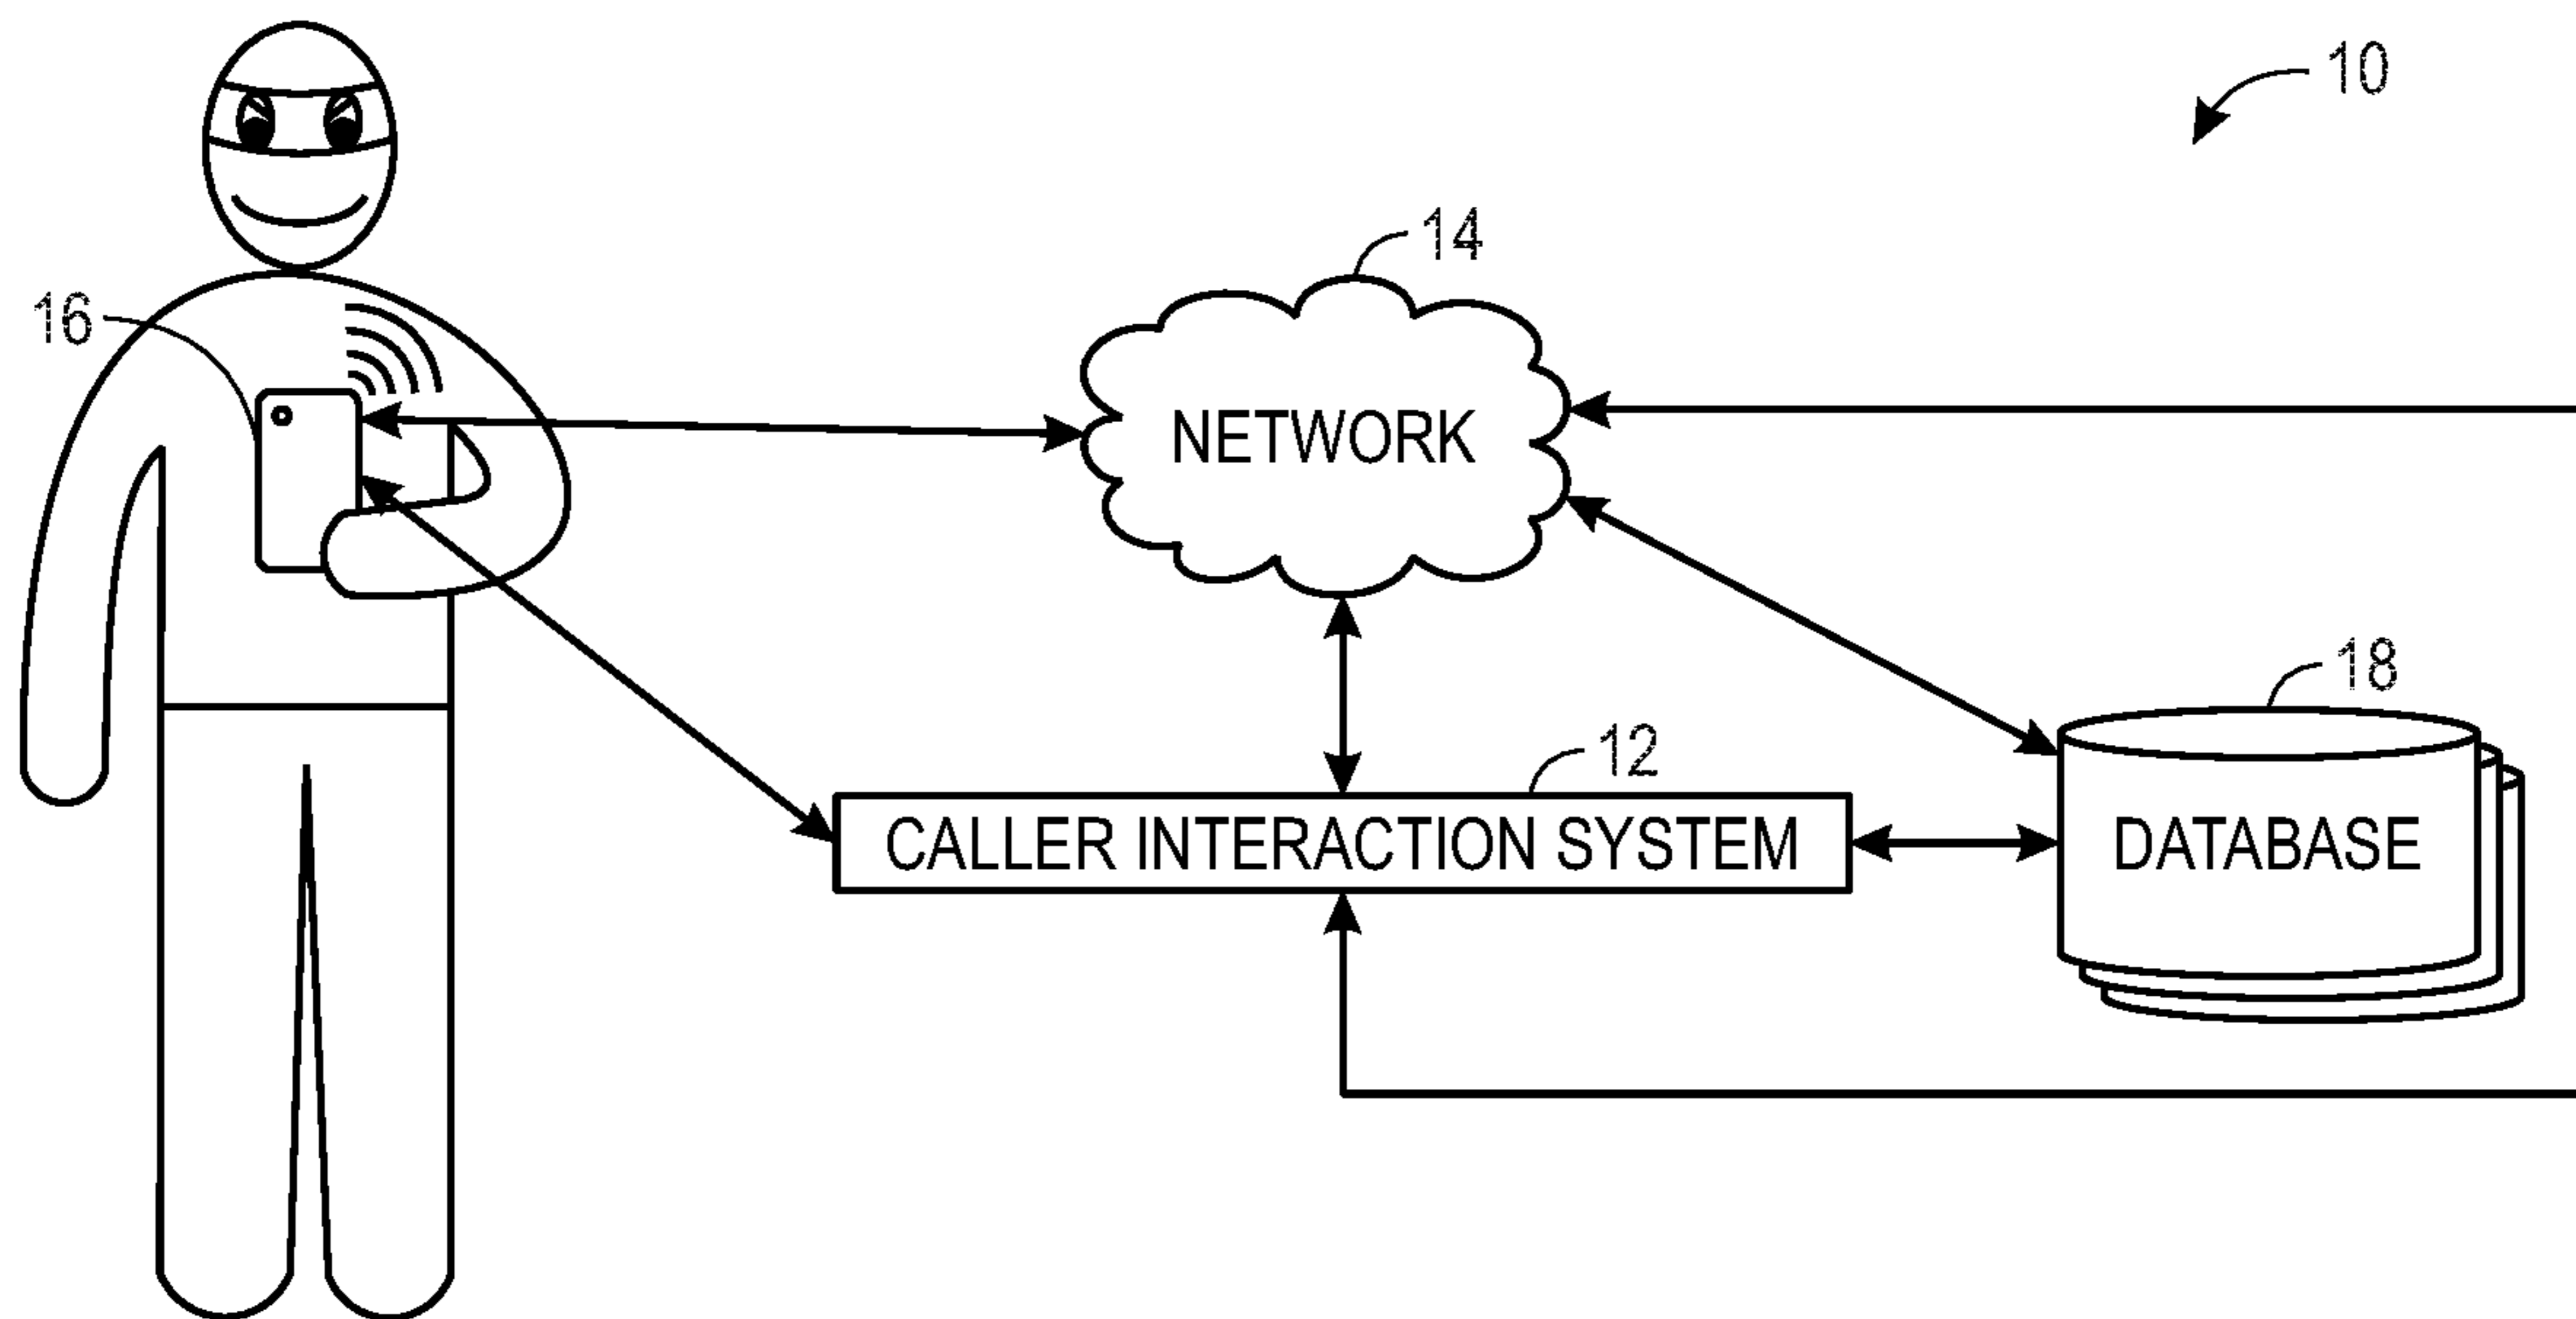 10
14
16
NETWORK
18
12
CALLER INTERACTION SYSTEM
DATABASE